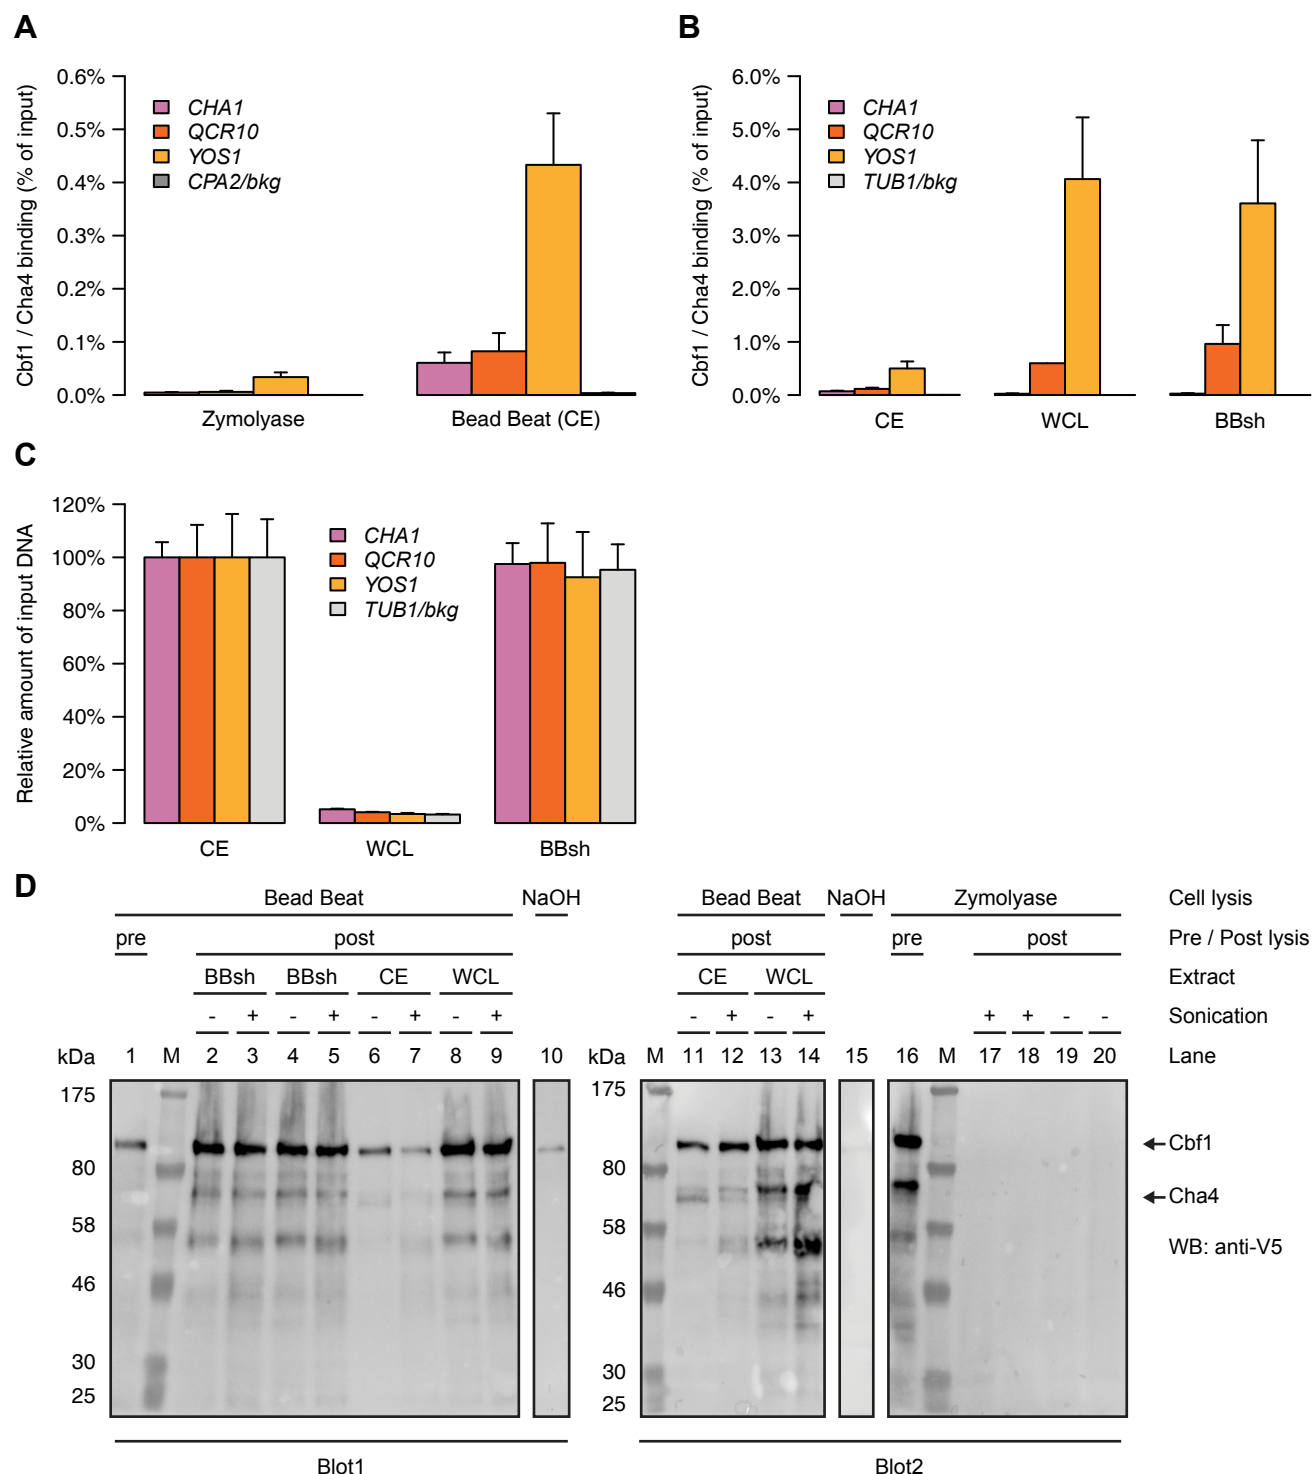 A
Cbf1 / Cha4 binding (% of input)
0.6%
0.5%
0.4%
0.3%
0.2%
0.1%
0.0%
CHA1
QCR10
YOS1
CPA2/bkg
Zymolyase
Bead Beat (CE)
B
Cbf1 / Cha4 binding (% of input)
6.0%
5.0%
4.0%
3.0%
2.0%
1.0%
0.0%
CHA1
QCR10
YOS1
TUB1/bkg
CE
WCL
BBsh
C
Relative amount of input DNA
120%
100%
80%
60%
40%
20%
0%
CHA1
QCR10
YOS1
TUB1/bkg
CE
WCL
BBsh
D
Bead Beat NaOH Bead Beat NaOH Zymolyase Cell lysis
pre post post pre post Pre / Post lysis
BBsh BBsh CE WCL CE WCL Extract
- + - + - + - + - + - + + + - - Sonication
kDa 1 M 2 3 4 5 6 7 8 9 10 kDa M 11 12 13 14 15 16 M 17 18 19 20 Lane
175
80
58
46
30
25
175
80
58
46
30
25
Cbf1
Cha4
WB: anti-V5
Blot1 Blot2